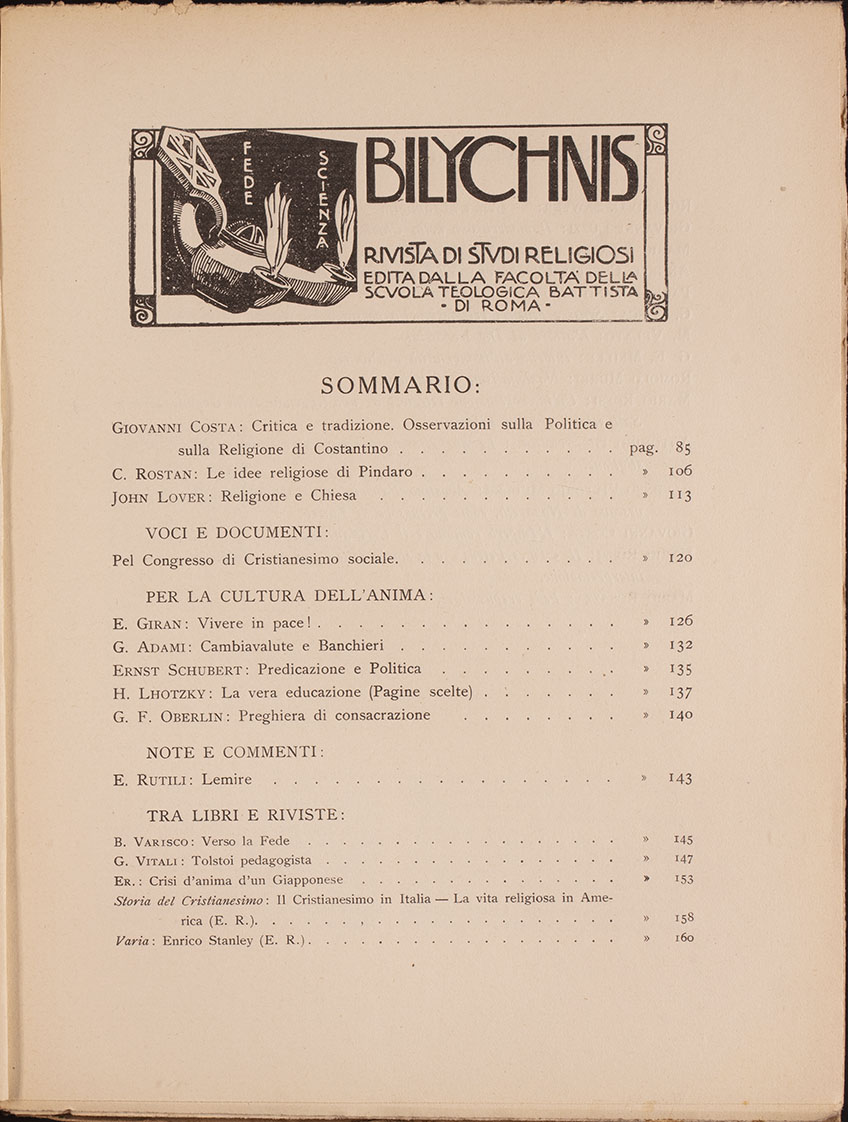 FEDE
SCIENZA
BILYCHNIS
RIVISTA DI STVDI RELIGIOSI
EDITA DALLA FACOLTÀ DELLA
SCVOLA TEOLOGICA BATTISTA
- DI ROMA -
SOMMARIO:
GIOVANNI COSTA: Critica e tradizione. Osservazioni sulla Politica e
sulla Religione di Costantino . . . . . . . . . . . pag. 85
C. ROSTAN: Le idee religiose di Pindaro . . . . . . . . . . » 106
JOHN LOVER: Religione e Chiesa . . . . . . . . . . . » 113
VOCI E DOCUMENTI:
Pel Congresso di Cristianesimo sociale. . . . . . . . . . . » 120
PER LA CULTURA DELL'ANIMA:
E. GIRAN: Vivere in pace! . . . . . . . . . . . . . . » 126
G. ADAMI: Cambiavalute e Banchieri . . . . . . . . . . . » 132
ERNST SCHUBERT: Predicazione e Politica . . . . . . . . . . » 135
H. LHOTZKY: La vera educazione (Pagine scelte) . . . . . . . » 137
G. F. OBERLIN: Preghiera di consacrazione . . . . . . . . » 140
NOTE E COMMENTI:
E. RUTILI: Lemire . . . . . . . . . . . . . . . . » 143
TRA LIBRI E RIVISTE:
B. VARISCO: Verso la Fede . . . . . . . . . . . . . . . » 145
G. VITALI: Tolstoi pedagogista . . . . . . . . . . . . . . . » 147
ER.: Crisi d'anima d'un Giapponese . . . . . . . . . . . . . » 153
Storia del Cristianesimo: Il Cristianesimo in Italia — La vita religiosa in Ame-
rica (E. R.). . . . . . . . . . . . . . . . . . » 158
Varia: Enrico Stanley (E. R.). . . . . . . . . . . . . . . » 160